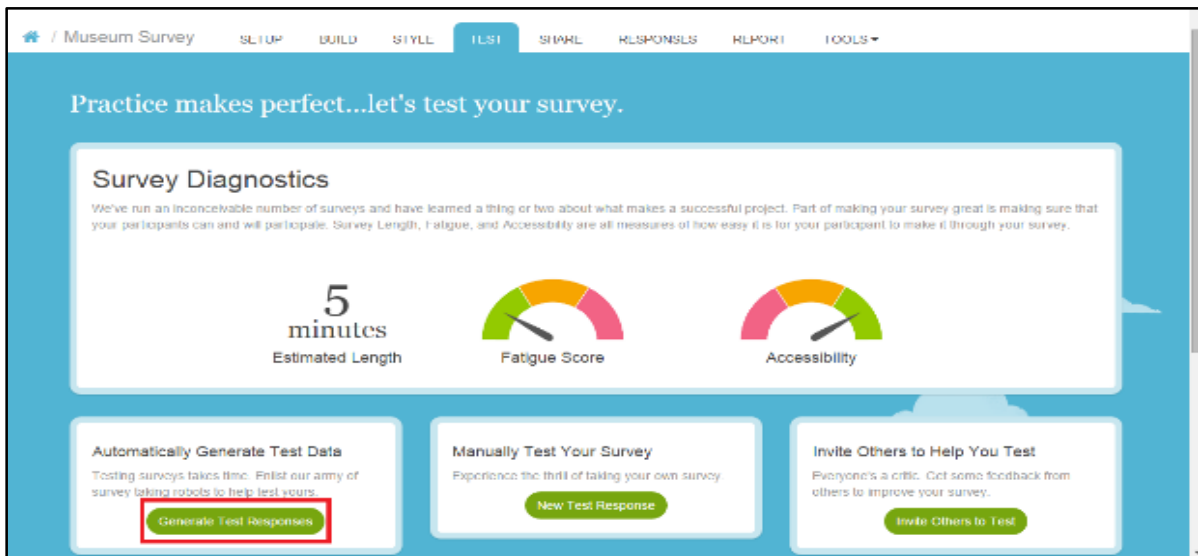 / Museum Survey SETUP BUILD STYLE TEST SHARE RESPONSES REPORT TOOLS
Practice makes perfect...let's test your survey.
Survey Diagnostics
We've run an inconceivable number of surveys and have learned a thing or two about what makes a successful project. Part of making your survey great is making sure that
your participants can and will participate. Survey Length, Fatigue, and Accessibility are all measures of how easy it is for your participant to make it through your survey.
5
minutes
Estimated Length
Fatigue Score
Accessibility
Automatically Generate Test Data
Testing surveys takes time. Enlist our army of
survey taking robots to help test yours.
Generate Test Responses
Manually Test Your Survey
Experience the thrill of taking your own survey.
New Test Response
Invite Others to Help You Test
Everyone's a critic. Get some feedback from
others to improve your survey.
Invite Others to Test